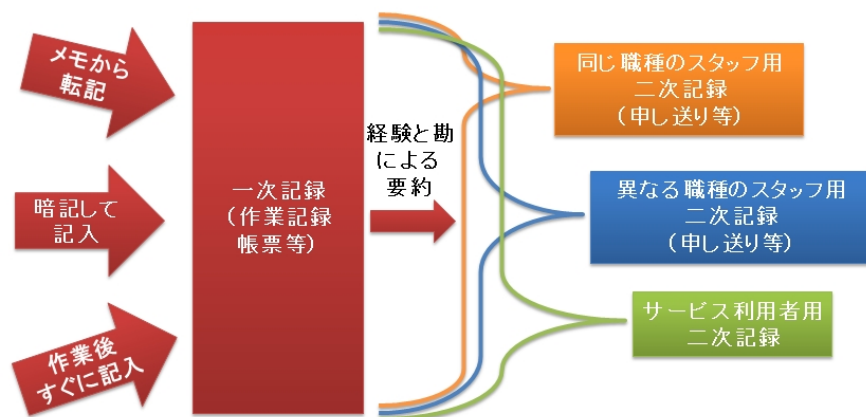 メモから
転記
暗記して
記入
作業後
すぐに記入
一次記録
(作業記録
帳票等)
経験と勘
による
要約
同じ職種のスタッフ用
二次記録
(申し送り等)
異なる職種のスタッフ用
二次記録
(申し送り等)
サービス利用者用
二次記録